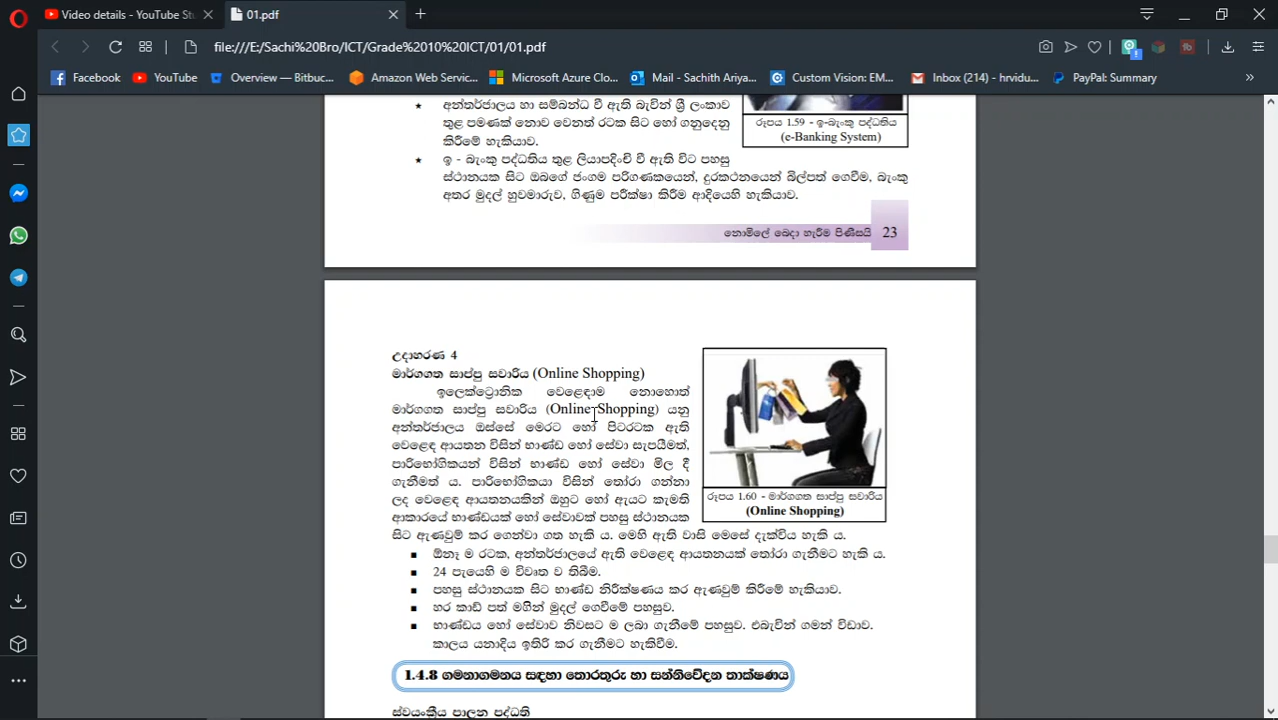 Video details - YouTube St
01.pdf
file:///E:/Sachi%20Bro/ICT/Grade%2010%20ICT/01/01.pdf
Facebook
YouTube
Overview — Bitbuc...
Amazon Web Servic...
Microsoft Azure Clo...
Mail - Sachith Ariya...
Custom Vision: EM...
Inbox (214) - hrvidu...
PayPal: Summary
★ අන්තර්ජාලය හා සම්බන්ධ වී ඇති බැවින් ශ්‍රී ලංකාව
තුළ පමණක් නොව වෙනත් රටක සිට හෝ ගනුදෙනු
කිරීමේ හැකියාව.
★ ඉ - බැංකු පද්ධතිය තුළ ලියාපදිංචි වී ඇති විට පහසු
ස්ථානයක සිට ඔබගේ ජංගම පරිගණකයෙන්, දුරකථනයෙන් බිල්පත් ගෙවීම, බැංකු
අතර මුදල් හුවමාරුව, ගිණුම් පරීක්ෂා කිරීම ආදියෙහි හැකියාව.
රූපය 1.59 - ඉ-බැංකු පද්ධතිය
(e-Banking System)
නොමිලේ බෙදා හැරීම පිණිසයි 23
උදාහරණ 4
මාර්ගගත සාප්පු සවාරිය (Online Shopping)
ඉලෙක්ට්‍රොනික වෙළෙඳාම නොහොත්
මාර්ගගත සාප්පු සවාරිය (Online Shopping) යනු
අන්තර්ජාලය ඔස්සේ මෙරට හෝ පිටරටක ඇති
වෙළෙඳ ආයතන විසින් භාණ්ඩ හෝ සේවා සැපයීමත්,
පාරිභෝගිකයන් විසින් භාණ්ඩ හෝ සේවා මිල දී
ගැනීමත් ය. පාරිභෝගිකයා විසින් තෝරා ගන්නා
ලද වෙළෙඳ ආයතනයකින් ඔහුට හෝ ඇයට කැමති
ආකාරයේ භාණ්ඩයක් හෝ සේවාවක් පහසු ස්ථානයක
සිට ඇණවුම් කර ගෙන්වා ගත හැකි ය. මෙහි ඇති වාසි මෙසේ දැක්විය හැකි ය.
රූපය 1.60 - මාර්ගගත සාප්පු සවාරිය
(Online Shopping)
■ ඕනෑ ම රටක, අන්තර්ජාලයේ ඇති වෙළෙඳ ආයතනයක් තෝරා ගැනීමට හැකි ය.
■ 24 පැයෙහි ම විවෘත ව තිබීම.
■ පහසු ස්ථානයක සිට භාණ්ඩ නිරීක්ෂණය කර ඇණවුම් කිරීමේ හැකියාව.
■ හර කාඩ් පත් මගින් මුදල් ගෙවීමේ පහසුව.
■ භාණ්ඩය හෝ සේවාව නිවසට ම ලබා ගැනීමේ පහසුව. එබැවින් ගමන් විඩාව.
කාලය යනාදිය ඉතිරි කර ගැනීමට හැකිවීම.
1.4.8 ගමනාගමනය සඳහා තොරතුරු හා සන්නිවේදන තාක්ෂණය
ස්වයංක්‍රීය පාලන පද්ධති